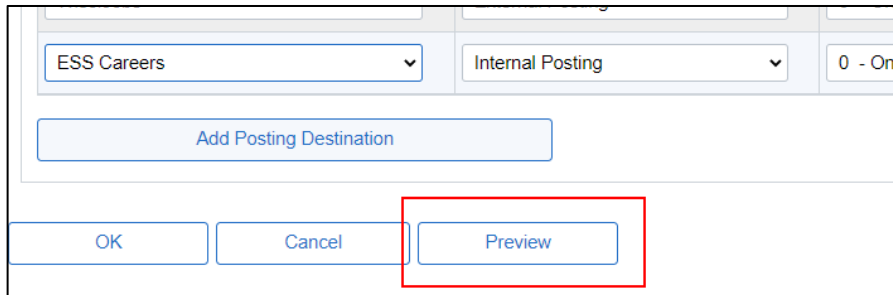 ESS Careers Internal Posting 0 - On
Add Posting Destination
OK Cancel Preview